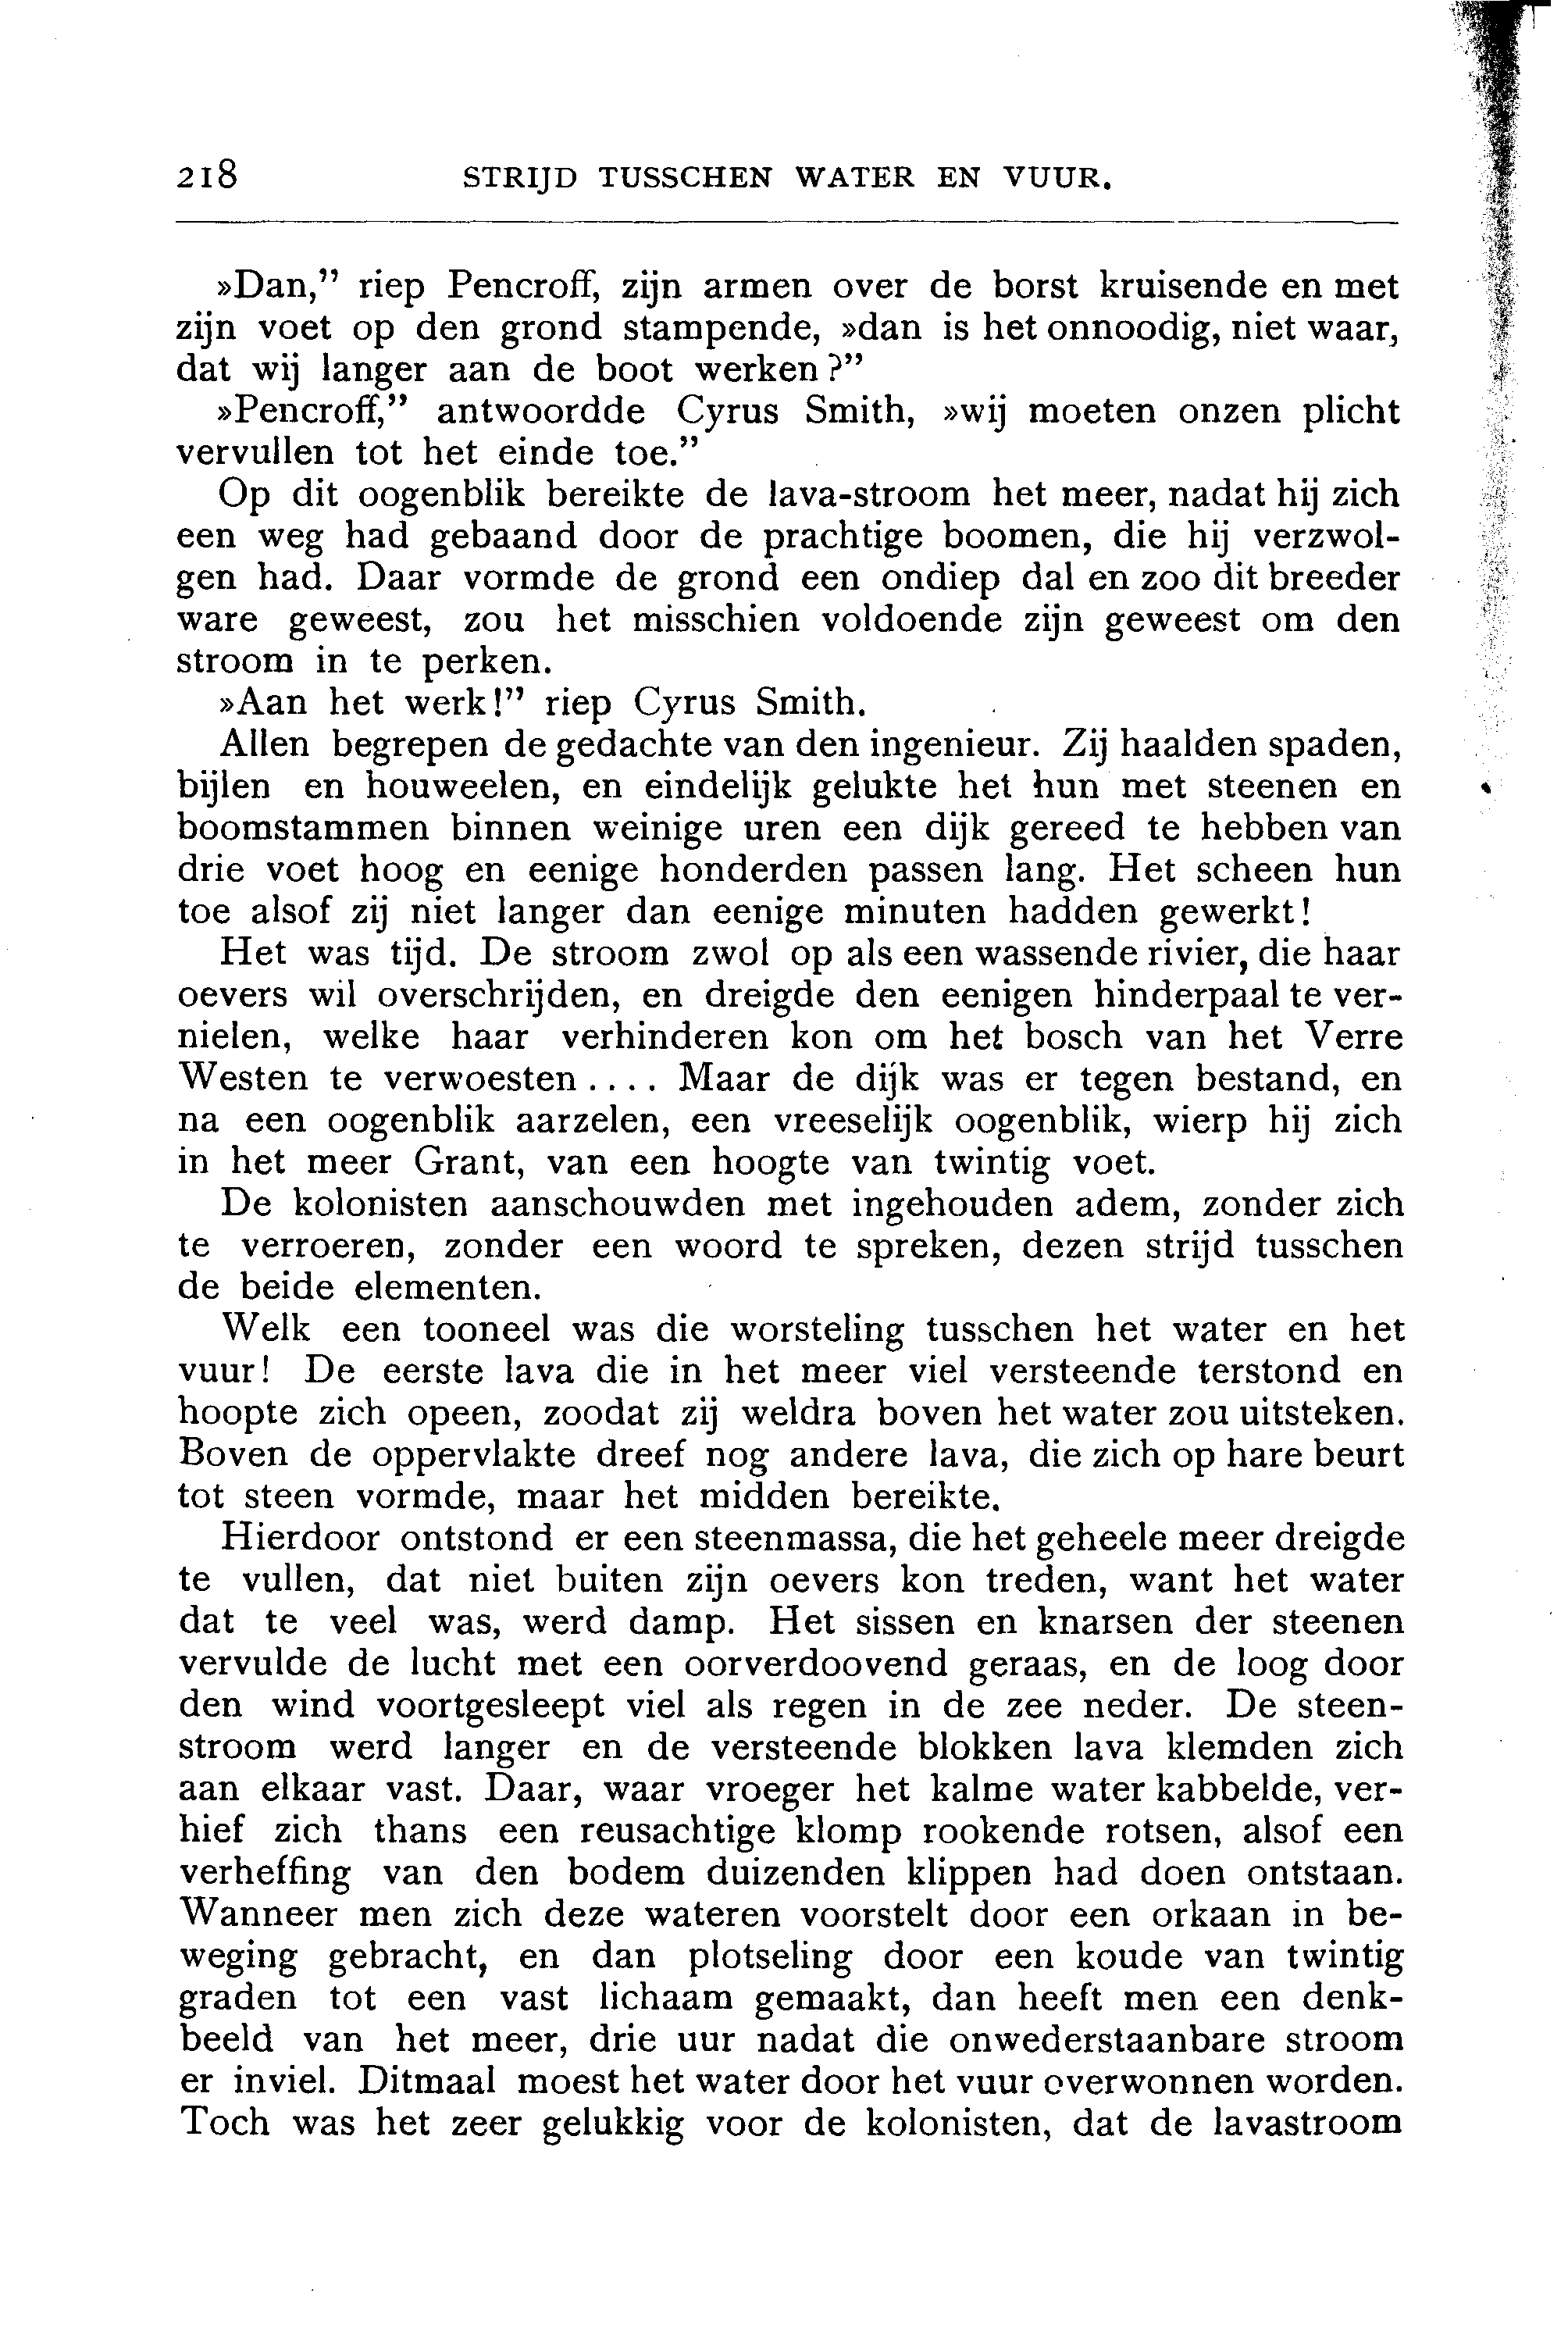 218 STRIJD TUSSCHEN WATER EN VUUR.
»Dan,” riep Pencroff, zijn armen over de borst kruisende en met
zijn voet op den grond stampende, »dan is het onnoodig, niet waar,
dat wij langer aan de boot werken?”
»Pencroff,” antwoordde Cyrus Smith, »wij moeten onzen plicht
vervullen tot het einde toe.”
Op dit oogenblik bereikte de lava-stroom het meer, nadat hij zich
een weg had gebaand door de prachtige boomen, die hij verzwol-
gen had. Daar vormde de grond een ondiep dal en zoo dit breeder
ware geweest, zou het misschien voldoende zijn geweest om den
stroom in te perken.
»Aan het werk!” riep Cyrus Smith.
Allen begrepen de gedachte van den ingenieur. Zij haalden spaden,
bijlen en houweelen, en eindelijk gelukte het hun met steenen en
boomstammen binnen weinige uren een dijk gereed te hebben van
drie voet hoog en eenige honderden passen lang. Het scheen hun
toe alsof zij niet langer dan eenige minuten hadden gewerkt!
Het was tijd. De stroom zwol op als een wassende rivier, die haar
oevers wil overschrijden, en dreigde den eenigen hinderpaal te ver-
nielen, welke haar verhinderen kon om het bosch van het Verre
Westen te verwoesten.... Maar de dijk was er tegen bestand, en
na een oogenblik aarzelen, een vreeselijk oogenblik, wierp hij zich
in het meer Grant, van een hoogte van twintig voet.
De kolonisten aanschouwden met ingehouden adem, zonder zich
te verroeren, zonder een woord te spreken, dezen strijd tusschen
de beide elementen.
Welk een tooneel was die worsteling tusschen het water en het
vuur! De eerste lava die in het meer viel versteende terstond en
hoopte zich opeen, zoodat zij weldra boven het water zou uitsteken.
Boven de oppervlakte dreef nog andere lava, die zich op hare beurt
tot steen vormde, maar het midden bereikte.
Hierdoor ontstond er een steenmassa, die het geheele meer dreigde
te vullen, dat niet buiten zijn oevers kon treden, want het water
dat te veel was, werd damp. Het sissen en knarsen der steenen
vervulde de lucht met een oorverdoovend geraas, en de loog door
den wind voortgesleept viel als regen in de zee neder. De steen-
stroom werd langer en de versteende blokken lava klemden zich
aan elkaar vast. Daar, waar vroeger het kalme water kabbelde, ver-
hief zich thans een reusachtige klomp rookende rotsen, alsof een
verheffing van den bodem duizenden klippen had doen ontstaan.
Wanneer men zich deze wateren voorstelt door een orkaan in be-
weging gebracht, en dan plotseling door een koude van twintig
graden tot een vast lichaam gemaakt, dan heeft men een denk-
beeld van het meer, drie uur nadat die onwederstaanbare stroom
er inviel. Ditmaal moest het water door het vuur overwonnen worden.
Toch was het zeer gelukkig voor de kolonisten, dat de lavastroom